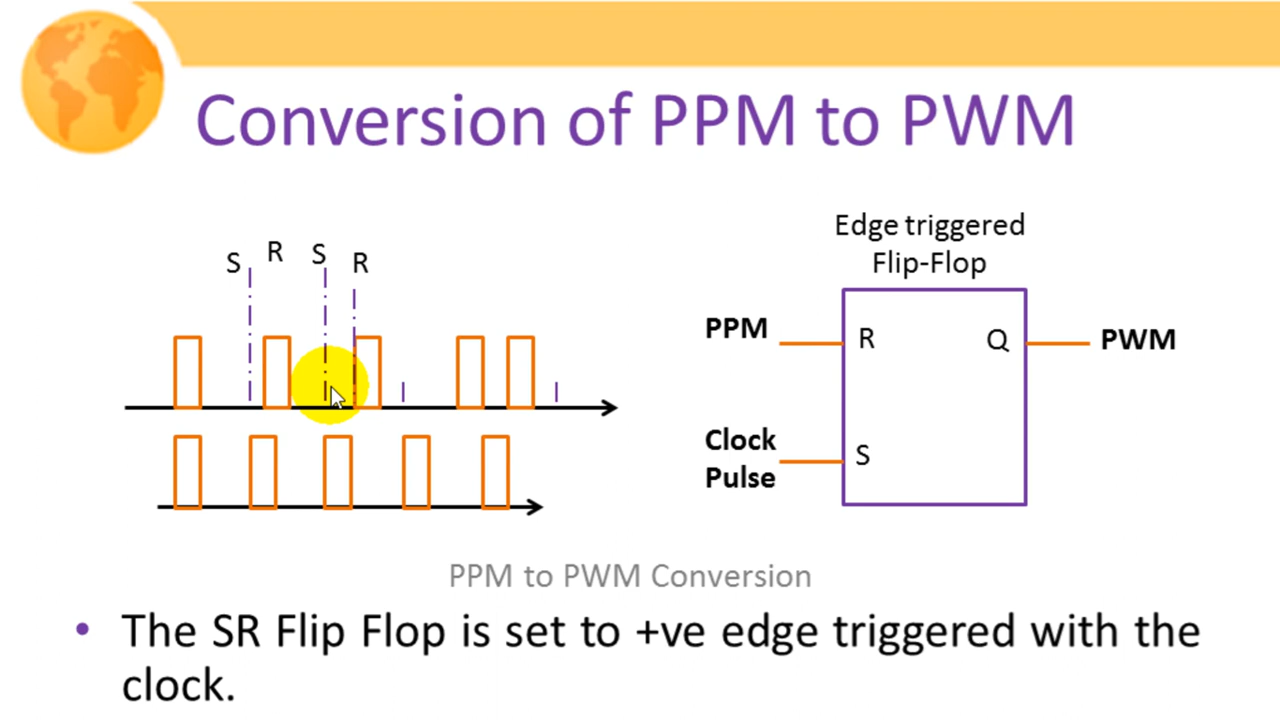 Conversion of PPM to PWM
S R S R
Edge triggered
Flip-Flop
PPM
R
Q
PWM
Clock
Pulse
S
PPM to PWM Conversion
• The SR Flip Flop is set to +ve edge triggered with the
clock.